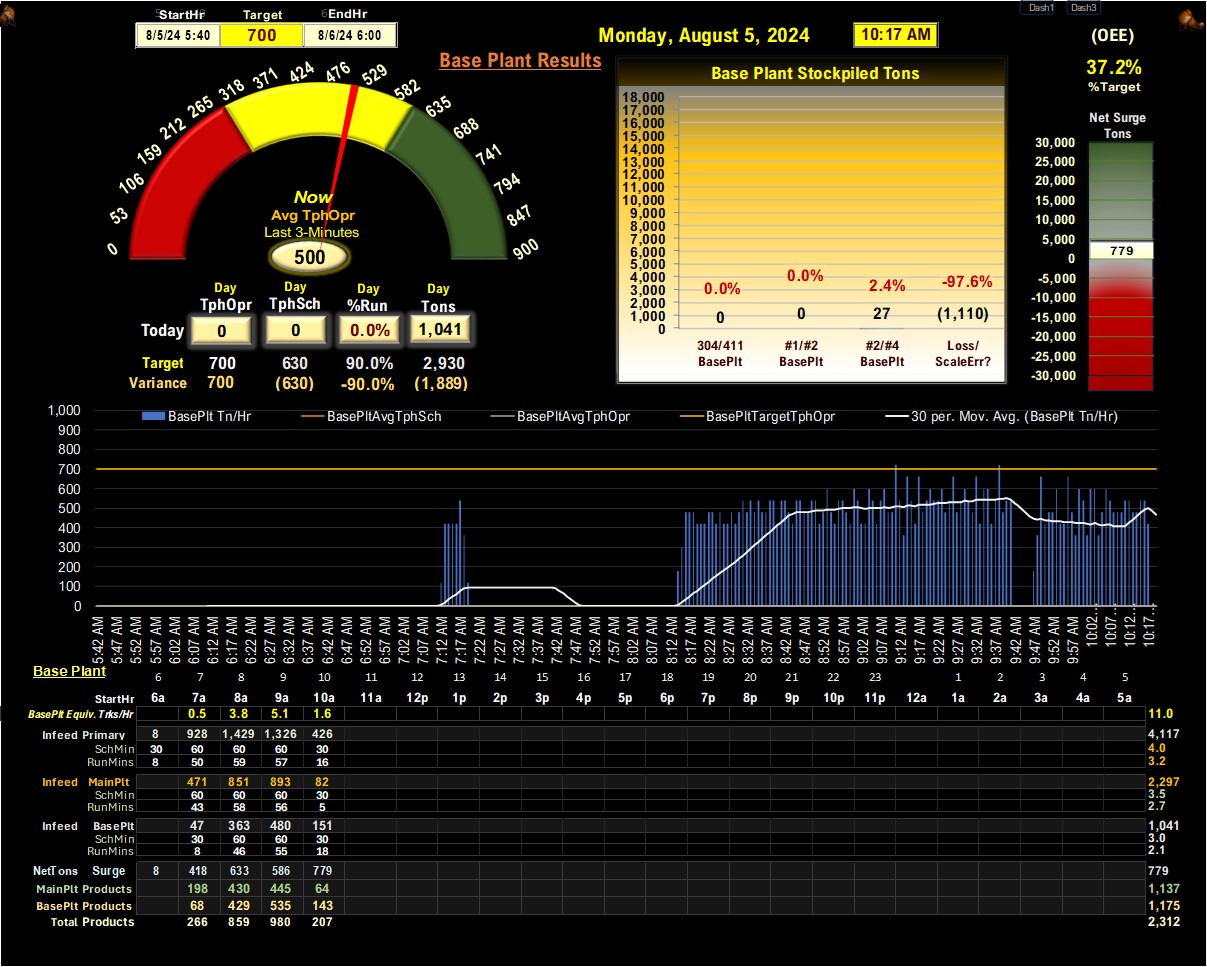 StartHr Target EndHr
8/5/24 5:40 700 8/6/24 6:00
Monday, August 5, 2024 10:17 AM
Dash1 Dash3
(OEE)
37.2%
%Target
Base Plant Results
0 53 106 159 212 265 318 371 424 476 529 582 635 688 741 794 847 900
Now
Avg TphOpr
Last 3-Minutes
500
Day Day Day Day
TphOpr TphSch %Run Tons
Today 0 0 0.0% 1,041
Target 700 630 90.0% 2,930
Variance 700 (630) -90.0% (1,889)
Base Plant Stockpiled Tons
18,000
17,000
16,000
15,000
14,000
13,000
12,000
11,000
10,000
9,000
8,000
7,000
6,000
5,000
4,000
3,000
2,000
1,000
0
0.0% 0.0% 2.4% -97.6%
0 0 27 (1,110)
304/411 #1/#2 #2/#4 Loss/
BasePlt BasePlt BasePlt ScaleErr?
Net Surge
Tons
30,000
25,000
20,000
15,000
10,000
5,000
779
0
-5,000
-10,000
-15,000
-20,000
-25,000
-30,000
BasePlt Tn/Hr BasePltAvgTphSch BasePltAvgTphOpr BasePltTargetTphOpr 30 per. Mov. Avg. (BasePlt Tn/Hr)
1,000
900
800
700
600
500
400
300
200
100
0
5:42 AM 5:47 AM 5:52 AM 5:57 AM 6:02 AM 6:07 AM 6:12 AM 6:17 AM 6:22 AM 6:27 AM 6:32 AM 6:37 AM 6:42 AM 6:47 AM 6:52 AM 6:57 AM 7:02 AM 7:07 AM 7:12 AM 7:17 AM 7:22 AM 7:27 AM 7:32 AM 7:37 AM 7:42 AM 7:47 AM 7:52 AM 7:57 AM 8:02 AM 8:07 AM 8:12 AM 8:17 AM 8:22 AM 8:27 AM 8:32 AM 8:37 AM 8:42 AM 8:47 AM 8:52 AM 8:57 AM 9:02 AM 9:07 AM 9:12 AM 9:17 AM 9:22 AM 9:27 AM 9:32 AM 9:37 AM 9:42 AM 9:47 AM 9:52 AM 9:57 AM 10:02… 10:07… 10:12… 10:17…
Base Plant
6 7 8 9 10 11 12 13 14 15 16 17 18 19 20 21 22 23 1 2 3 4 5
StartHr 6a 7a 8a 9a 10a 11a 12p 1p 2p 3p 4p 5p 6p 7p 8p 9p 10p 11p 12a 1a 2a 3a 4a 5a
BasePlt Equiv. Trks/Hr 0.5 3.8 5.1 1.6 11.0
Infeed Primary 8 928 1,429 1,326 426 4,117
SchMin 30 60 60 60 30 4.0
RunMins 8 50 59 57 16 3.2
Infeed MainPlt 471 851 893 82 2,297
SchMin 60 60 60 30 3.5
RunMins 43 58 56 5 2.7
Infeed BasePlt 47 363 480 151 1,041
SchMin 30 60 60 30 3.0
RunMins 8 46 55 18 2.1
NetTons Surge 8 418 633 586 779 779
MainPlt Products 198 430 445 64 1,137
BasePlt Products 68 429 535 143 1,175
Total Products 266 859 980 207 2,312